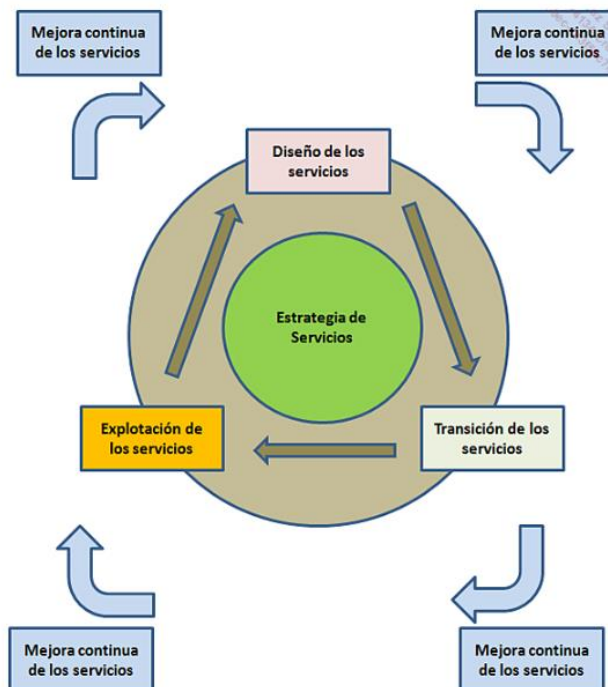 Mejora continua
de los servicios
Mejora continua
de los servicios
Diseño de los
servicios
Estrategia de
Servicios
Explotación de
los servicios
Transición de los
servicios
Mejora continua
de los servicios
Mejora continua
de los servicios